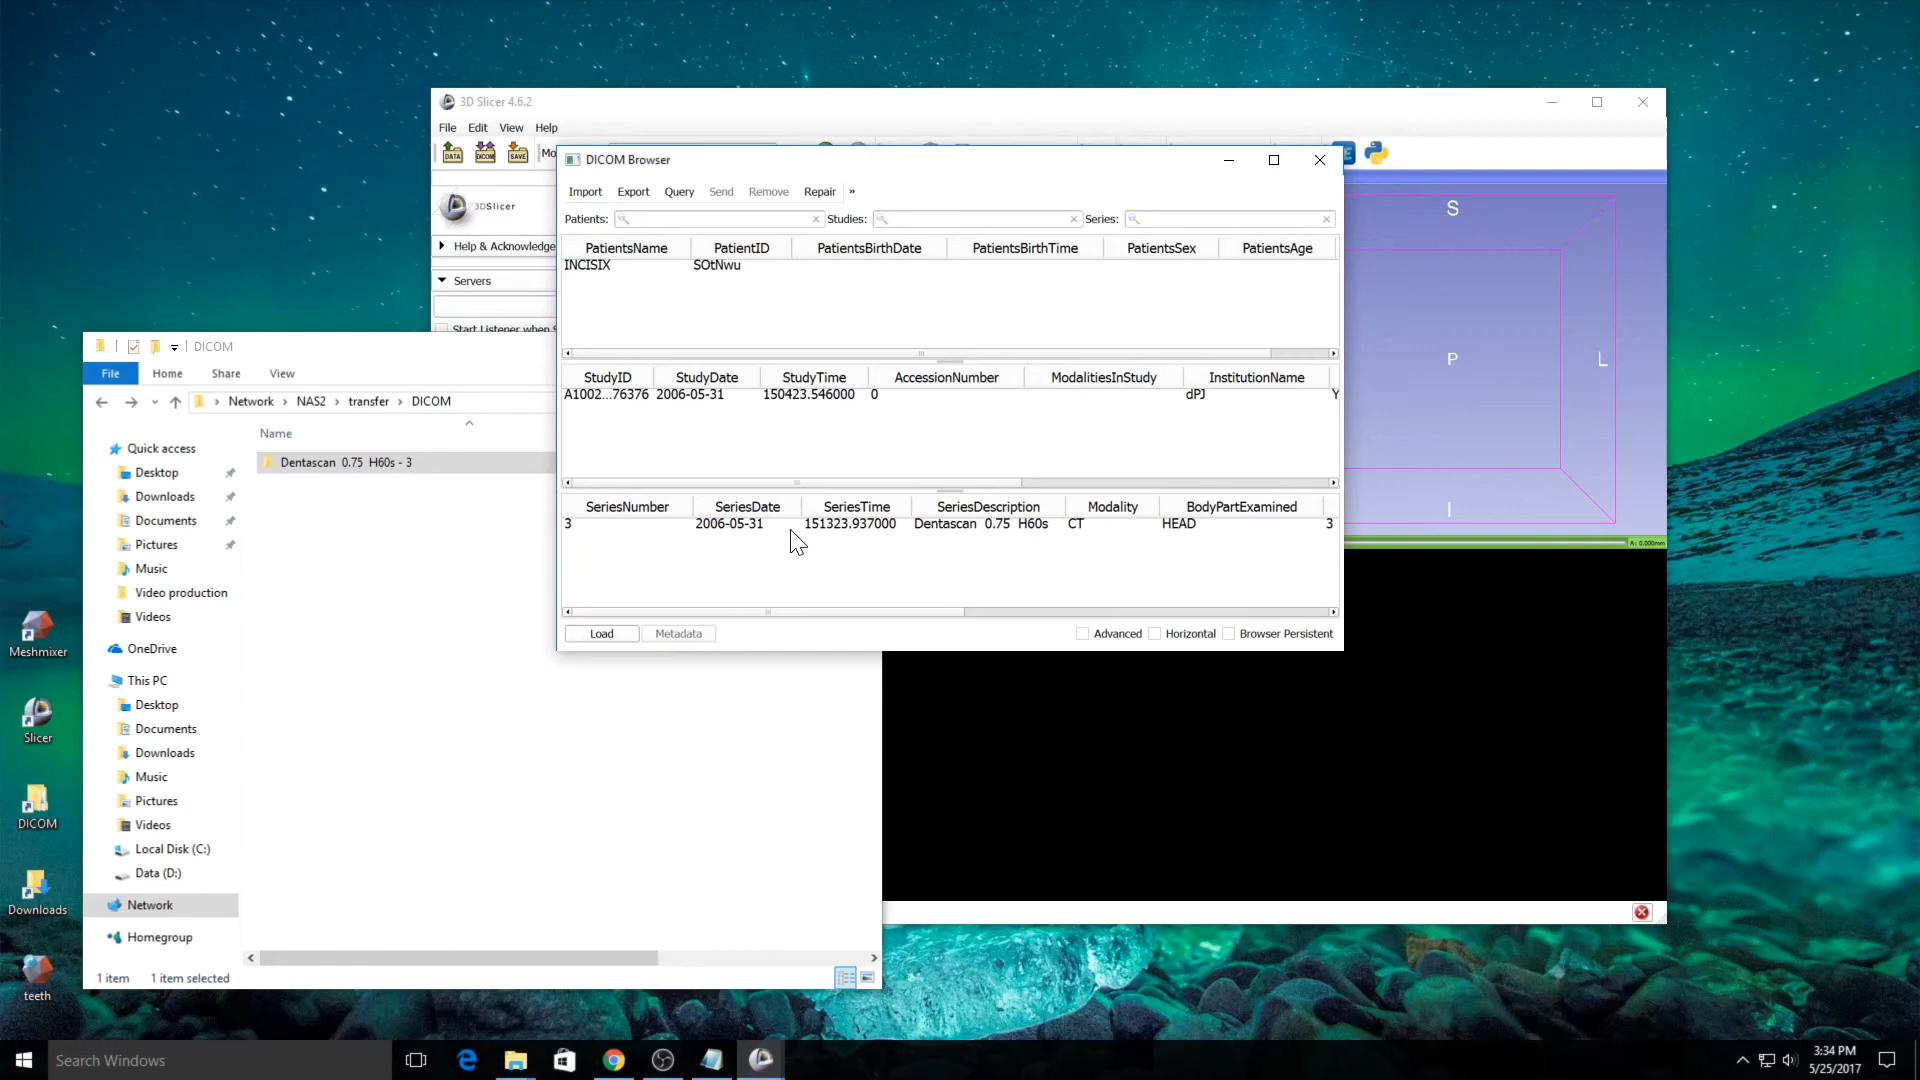 3D Slicer 4.6.2
File Edit View Help
DATA DICOM SAVE Mo
DICOM Browser
Import Export Query Send Remove Repair »
Patients: Studies: Series:
PatientsName PatientID PatientsBirthDate PatientsBirthTime PatientsSex PatientsAge
INCISIX SOtNwu
StudyID StudyDate StudyTime AccessionNumber ModalitiesInStudy InstitutionName
A1002...76376 2006-05-31 150423.546000 0 dPJ Y
SeriesNumber SeriesDate SeriesTime SeriesDescription Modality BodyPartExamined
3 2006-05-31 151323.937000 Dentascan 0.75 H60s CT HEAD 3
Load Metadata Advanced Horizontal Browser Persistent
3DSlicer
Help & Acknowledge
Servers
Start Listener when S
S
P
L
I
A: 0.000mm
DICOM
File Home Share View
Network > NAS2 > transfer > DICOM
Name
Dentascan 0.75 H60s - 3
Quick access
Desktop
Downloads
Documents
Pictures
Music
Video production
Videos
OneDrive
This PC
Desktop
Documents
Downloads
Music
Pictures
Videos
Local Disk (C:)
Data (D:)
Network
Homegroup
1 item 1 item selected
Meshmixer
Slicer
DICOM
Downloads
teeth
Search Windows
3:34 PM
5/25/2017